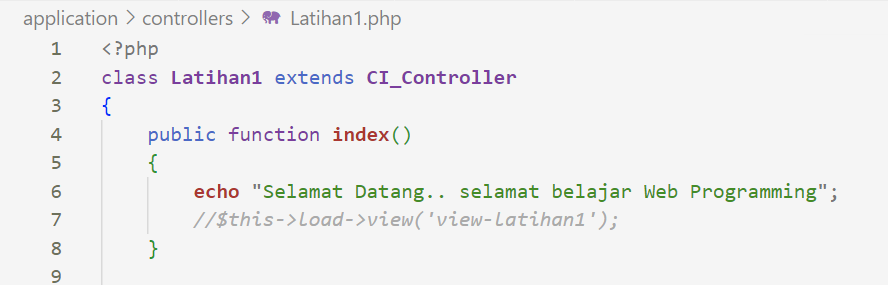 application > controllers > Latihan1.php
1 <?php
2 class Latihan1 extends CI_Controller
3 {
4     public function index()
5     {
6         echo "Selamat Datang.. selamat belajar Web Programming";
7         //$this->load->view('view-latihan1');
8     }
9